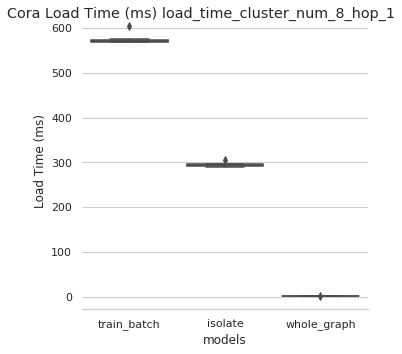 Cora Load Time (ms) load_time_cluster_num_8_hop_1
600
500
400
300
200
100
0
Load Time (ms)
train_batch isolate whole_graph
models